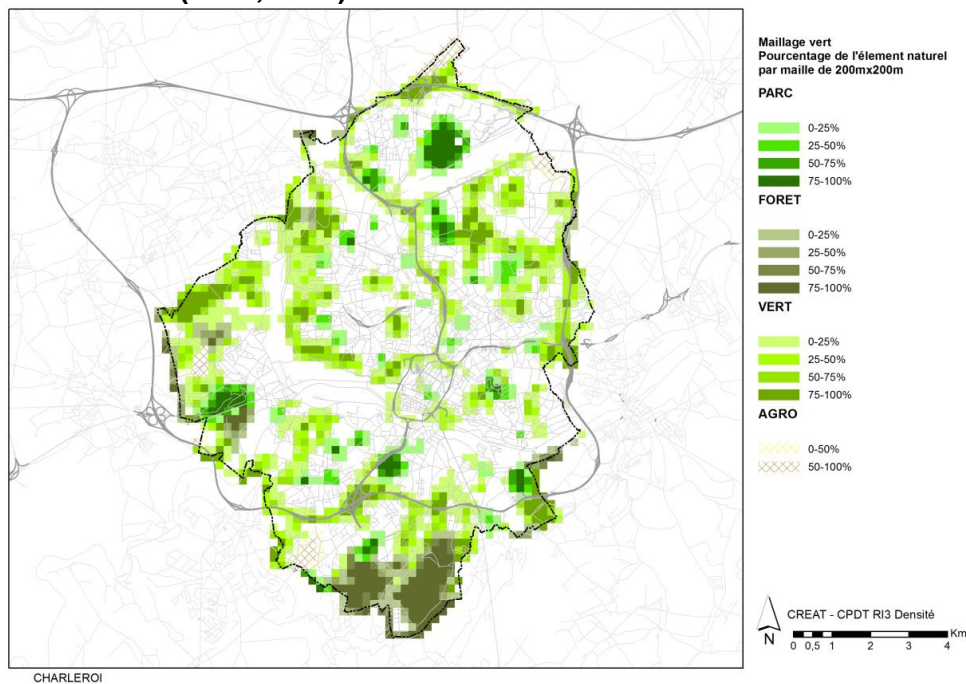 Maillage vert
Pourcentage de l'élement naturel
par maille de 200mx200m
PARC
0-25%
25-50%
50-75%
75-100%
FORET
0-25%
25-50%
50-75%
75-100%
VERT
0-25%
25-50%
50-75%
75-100%
AGRO
0-50%
50-100%
CREAT - CPDT RI3 Densité
N
Km
0 0,5 1 2 3 4
CHARLEROI